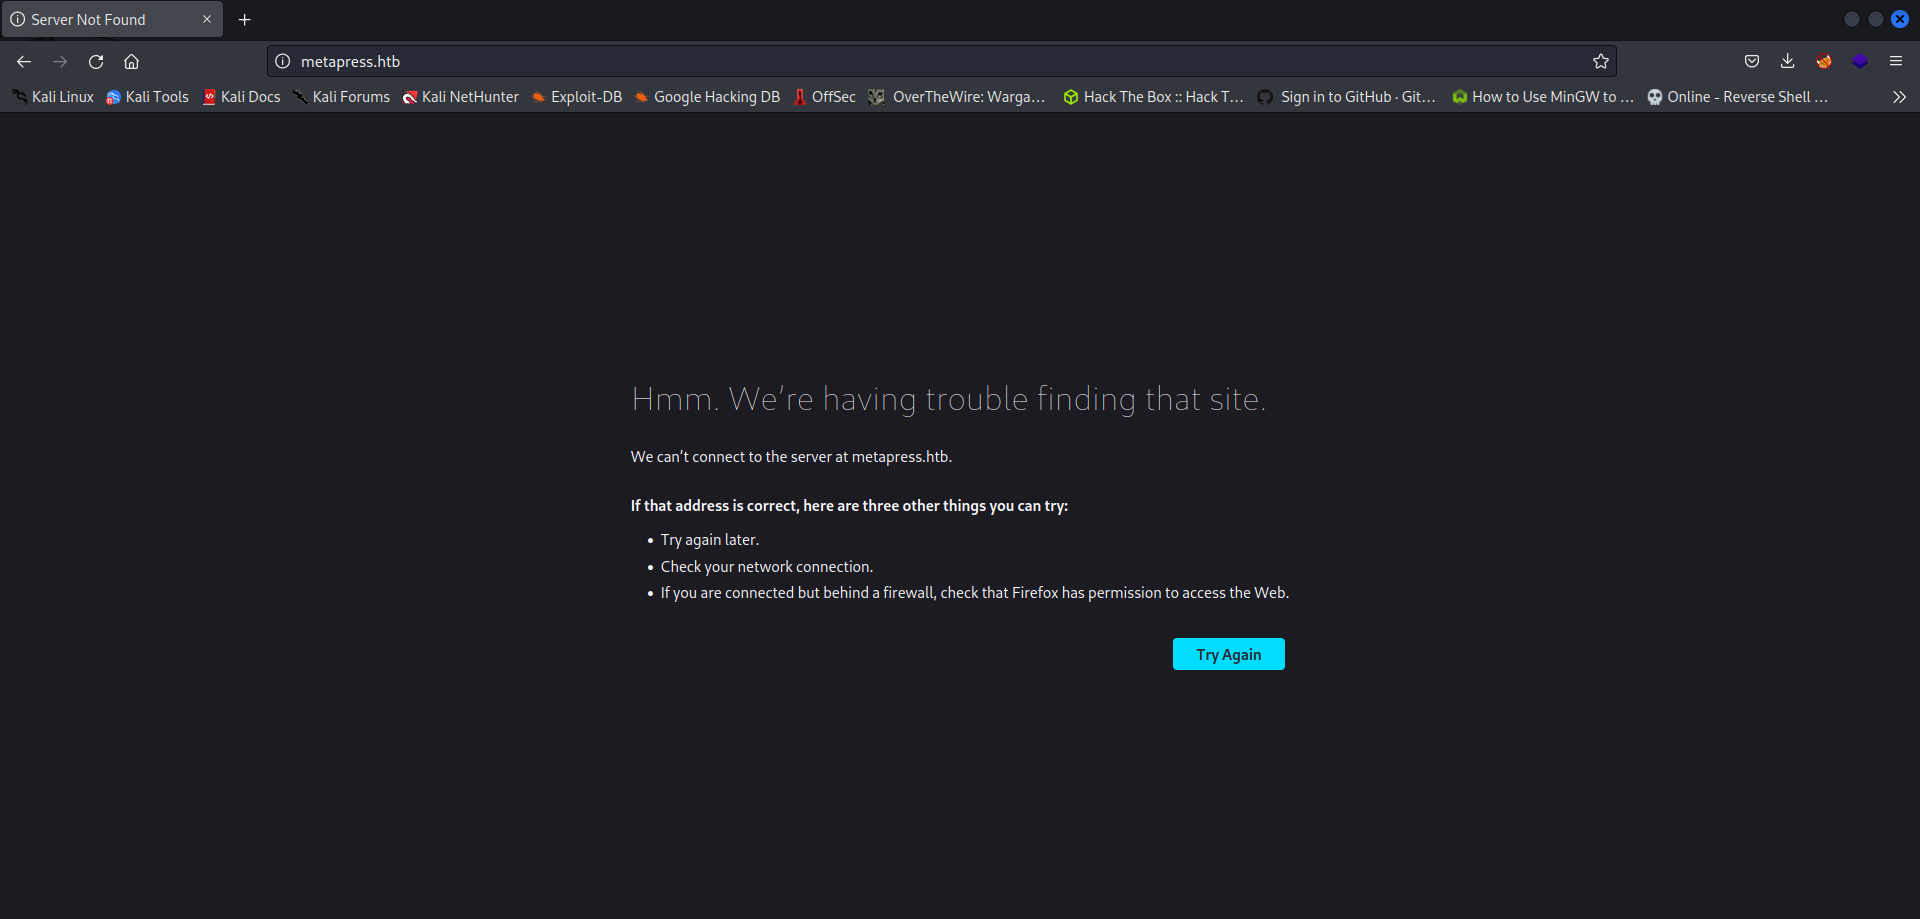 Server Not Found
metapress.htb
Kali Linux Kali Tools Kali Docs Kali Forums Kali NetHunter Exploit-DB Google Hacking DB OffSec OverTheWire: Warga… Hack The Box :: Hack T… Sign in to GitHub · Git… How to Use MinGW to … Online - Reverse Shell …
Hmm. We’re having trouble finding that site.
We can’t connect to the server at metapress.htb.
If that address is correct, here are three other things you can try:
• Try again later.
• Check your network connection.
• If you are connected but behind a firewall, check that Firefox has permission to access the Web.
Try Again